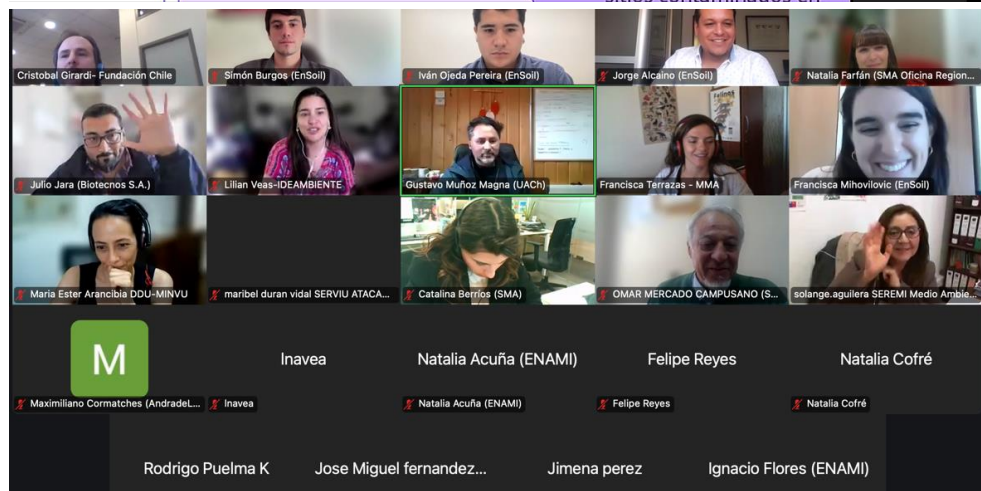 sitios contaminados en
Cristobal Girardi- Fundación Chile
Simón Burgos (EnSoil)
Iván Ojeda Pereira (EnSoil)
Jorge Alcaino (EnSoil)
Natalia Farfán (SMA Oficina Region...
Julio Jara (Biotecnos S.A.)
Lilian Veas-IDEAMBIENTE
Gustavo Muñoz Magna (UACh)
Francisca Terrazas - MMA
Francisca Mihovilovic (EnSoil)
Maria Ester Arancibia DDU-MINVU
maribel duran vidal SERVIU ATACA...
Catalina Berríos (SMA)
OMAR MERCADO CAMPUSANO (S...
solange.aguilera SEREMI Medio Ambie...
M
Inavea
Natalia Acuña (ENAMI)
Felipe Reyes
Natalia Cofré
Maximiliano Cormatches (AndradeL...
Inavea
Natalia Acuña (ENAMI)
Felipe Reyes
Natalia Cofré
Rodrigo Puelma K
Jose Miguel fernandez...
Jimena perez
Ignacio Flores (ENAMI)